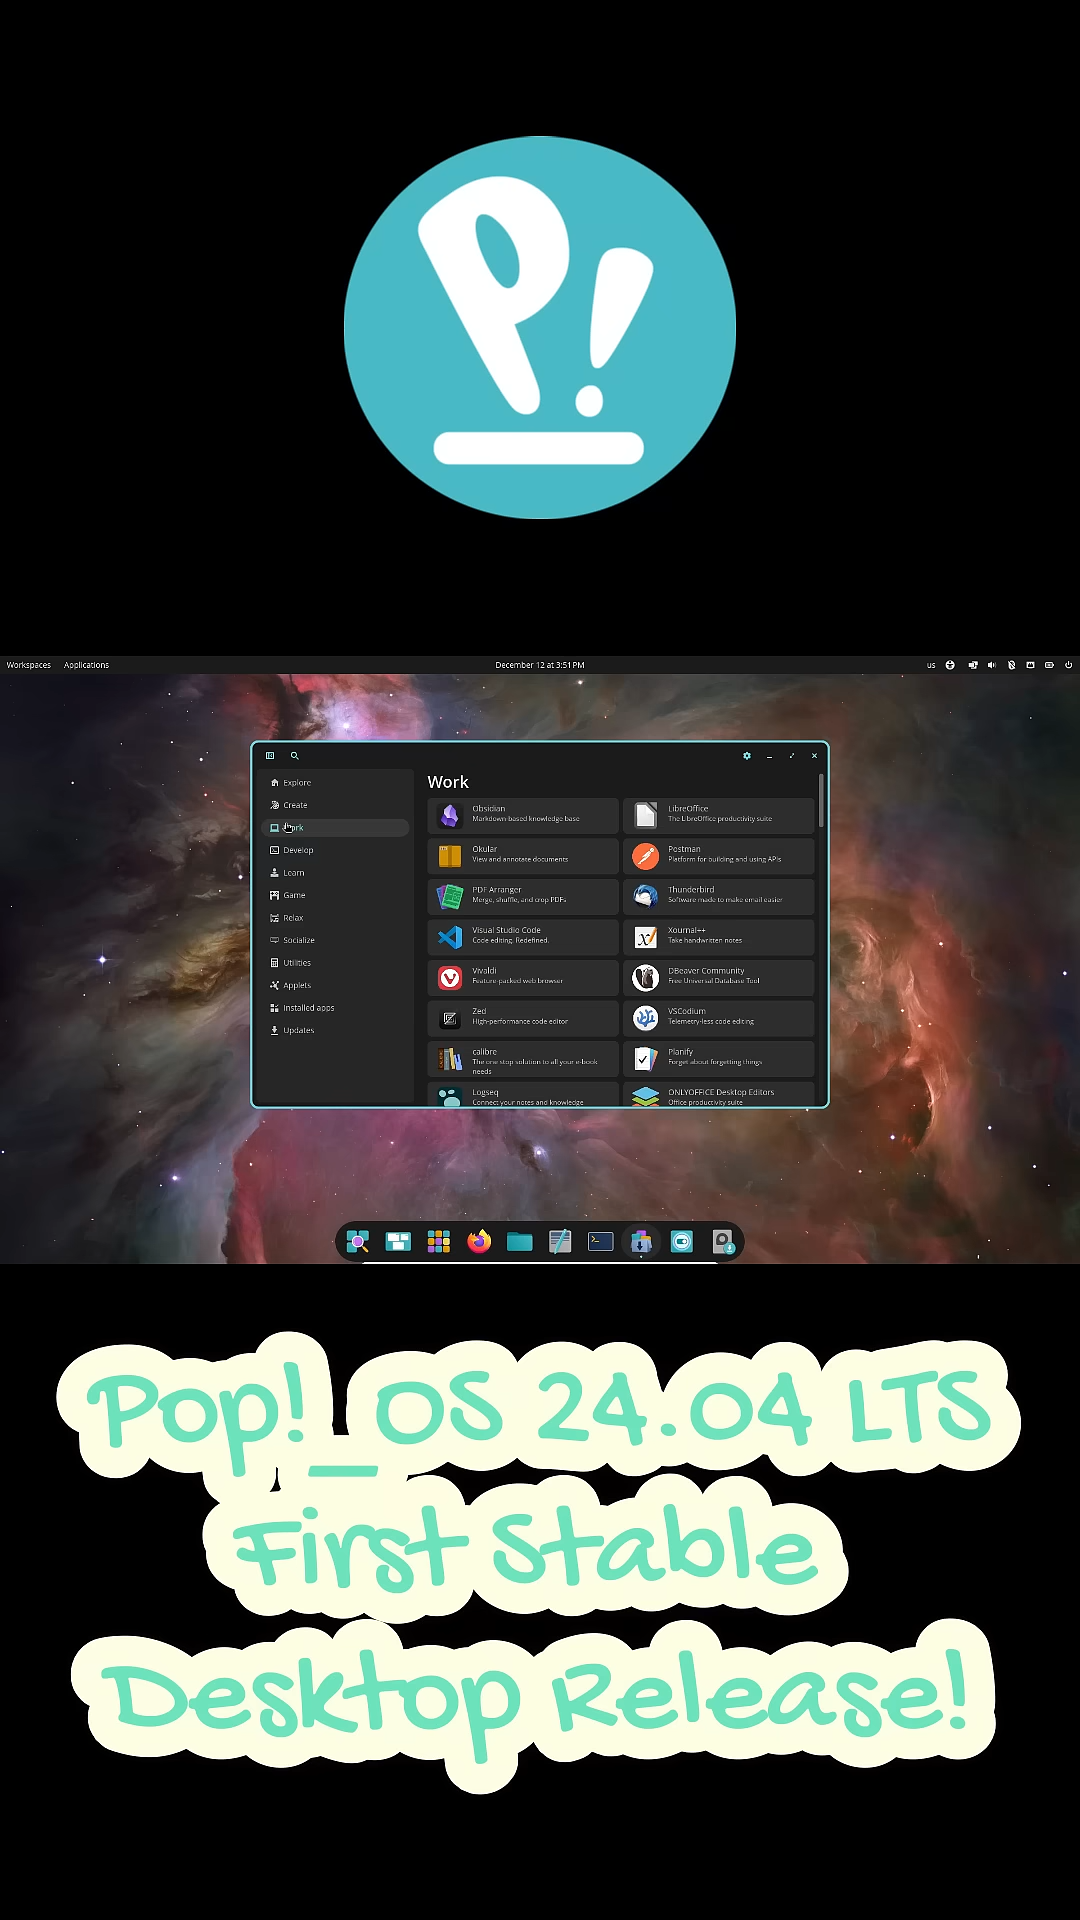 P!
Workspaces Applications December 12 at 3:51 PM us
Explore
Create
Work
Develop
Learn
Game
Relax
Socialize
Utilities
Applets
Installed apps
Updates
Work
Obsidian
Markdown-based knowledge base
LibreOffice
The LibreOffice productivity suite
Okular
View and annotate documents
Postman
Platform for building and using APIs
PDF Arranger
Merge, shuffle, and crop PDFs
Thunderbird
Software made to make email easier
Visual Studio Code
Code editing. Redefined.
Xournal++
Take handwritten notes
Vivaldi
Feature-packed web browser
DBeaver Community
Free Universal Database Tool
Zed
High-performance code editor
VSCodium
Telemetry-less code editing
calibre
The one stop solution to all your e-book
needs
Planify
Forget about forgetting things
Logseq
Connect your notes and knowledge
ONLYOFFICE Desktop Editors
Office productivity suite
Pop!_OS 24.04 LTS
First Stable
Desktop Release!